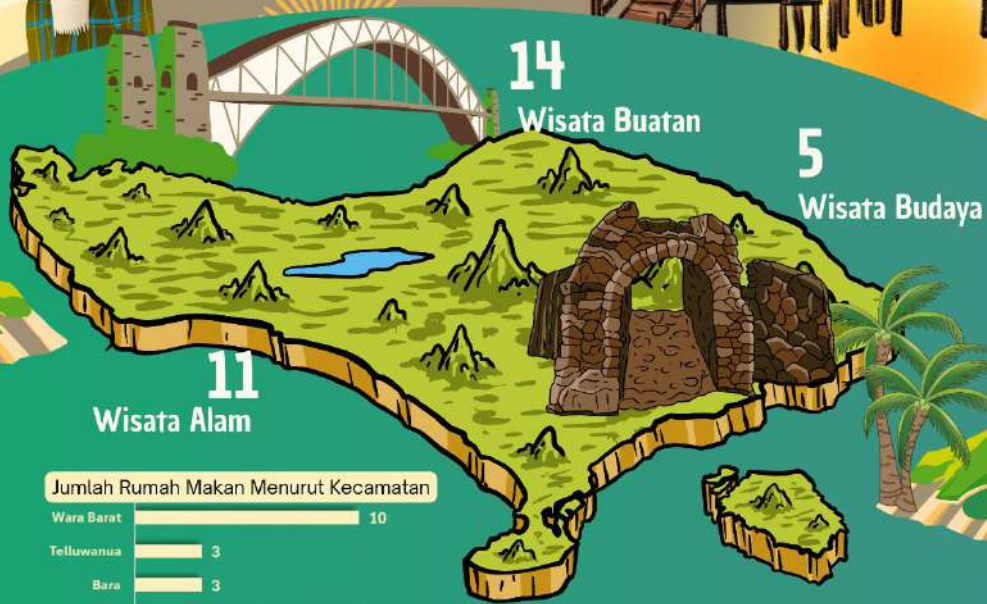 14
Wisata Buatan
5
Wisata Budaya
11
Wisata Alam
Jumlah Rumah Makan Menurut Kecamatan
Wara Barat 10
Telluwanua 3
Bara 3